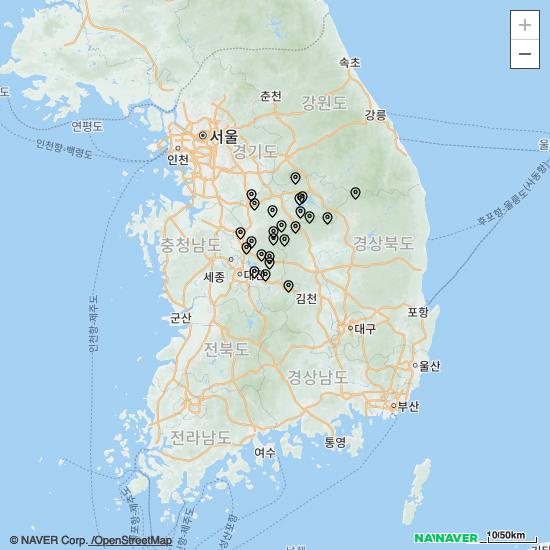 속초
춘천
강원도
도
강릉
연평도
서울
인천항-백령도
인천
경기도
울
후포항-울릉도(사동항)
충청남도
경상북도
세종
대전
김천
인천항-제주도
군산
포항
대구
전북도
울산
경상남도
부산
전라남도
여수
통영
© NAVER Corp. /OpenStreetMap
NAVER
10/50km